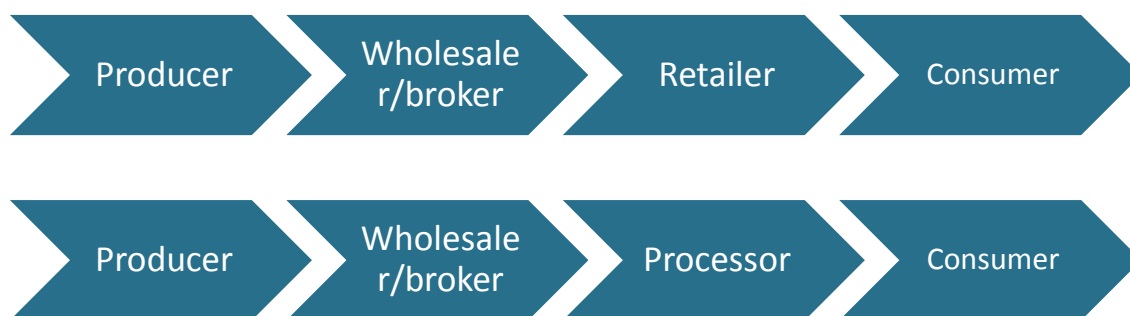 Producer
Wholesale
r/broker
Retailer
Consumer
Producer
Wholesale
r/broker
Processor
Consumer